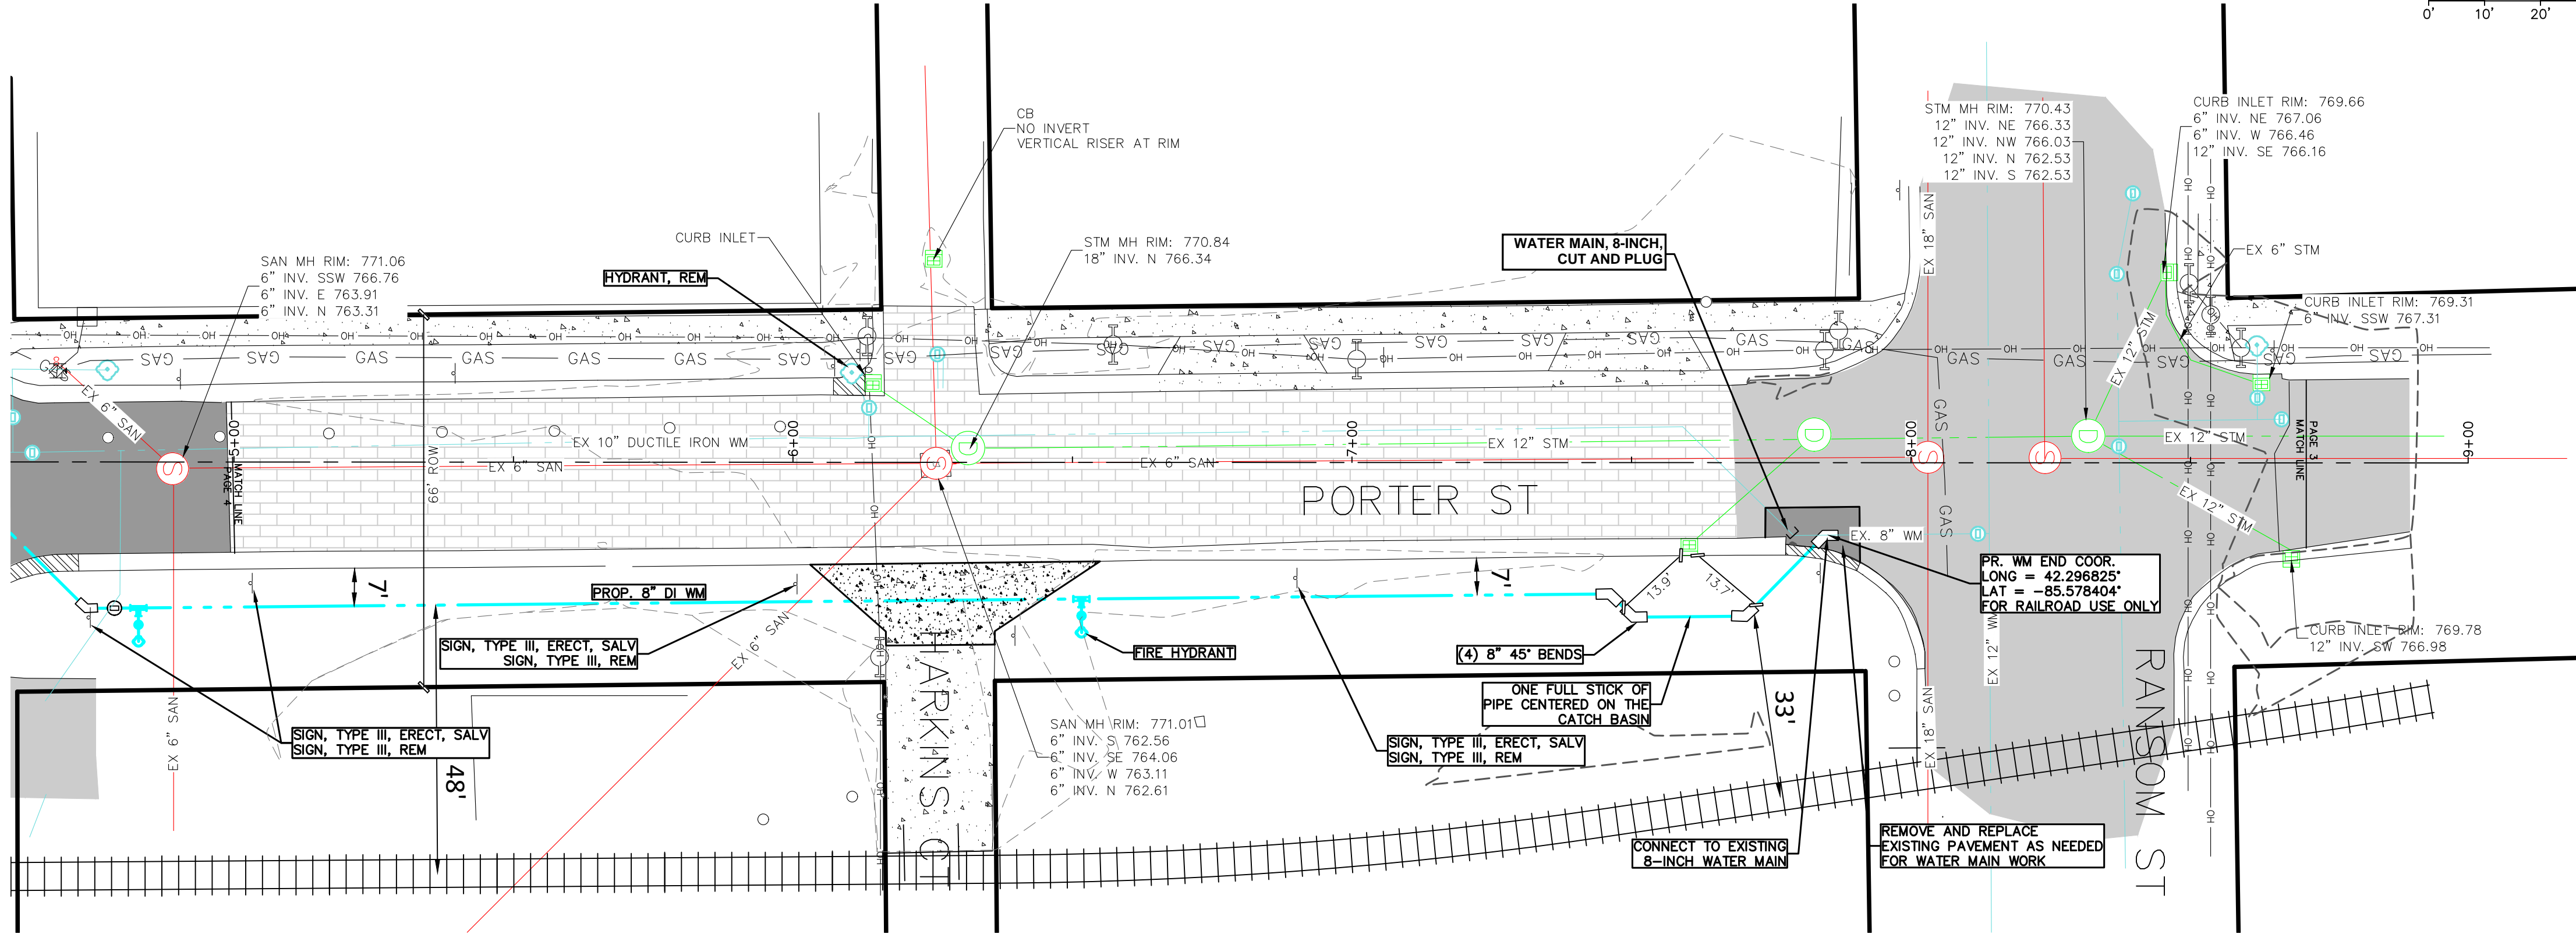 0' 10' 20'
CB
NO INVERT
VERTICAL RISER AT RIM
STM MH RIM: 770.43
12" INV. NE 766.33
12" INV. NW 766.03
12" INV. N 762.53
12" INV. S 762.53
CURB INLET RIM: 769.66
6" INV. NE 767.06
6" INV. W 766.46
12" INV. SE 766.16
SAN MH RIM: 771.06
6" INV. SSW 766.76
6" INV. E 763.91
6" INV. N 763.31
CURB INLET
HYDRANT, REM
STM MH RIM: 770.84
18" INV. N 766.34
WATER MAIN, 8-INCH,
CUT AND PLUG
EX 18" SAN
EX 6" STM
CURB INLET RIM: 769.31
6" INV. SSW 767.31
EX 12" STM
GAS GAS GAS GAS GAS GAS GAS
OH OH OH OH OH OH OH
EX 6" SAN
5+00
MATCH LINE
PAGE 4
66' ROW
EX 10" DUCTILE IRON WM
6+00
EX 6" SAN
EX 6" SAN
7+00
EX 12" STM
8+00
GAS
GAS
EX 12" STM
EX 12" STM
PAGE 3
MATCH LINE
9+00
S
S
D
D
S
S
D
PORTER ST
EX. 8" WM
PR. WM END COOR.
LONG = 42.296825°
LAT = -85.578404°
FOR RAILROAD USE ONLY
7'
PROP. 8" DI WM
7'
13.9'
13.7'
EX 12" WM
CURB INLET RIM: 769.78
12" INV. SW 766.98
SIGN, TYPE III, ERECT, SALV
SIGN, TYPE III, REM
EX 6" SAN
FIRE HYDRANT
(4) 8" 45° BENDS
ONE FULL STICK OF
PIPE CENTERED ON THE
CATCH BASIN
33'
EX 6" SAN
SIGN, TYPE III, ERECT, SALV
SIGN, TYPE III, REM
48'
HARKINS CT
SAN MH RIM: 771.01
6" INV. S 762.56
6" INV. SE 764.06
6" INV. W 763.11
6" INV. N 762.61
SIGN, TYPE III, ERECT, SALV
SIGN, TYPE III, REM
EX 18" SAN
RANSOM ST
CONNECT TO EXISTING
8-INCH WATER MAIN
REMOVE AND REPLACE
EXISTING PAVEMENT AS NEEDED
FOR WATER MAIN WORK